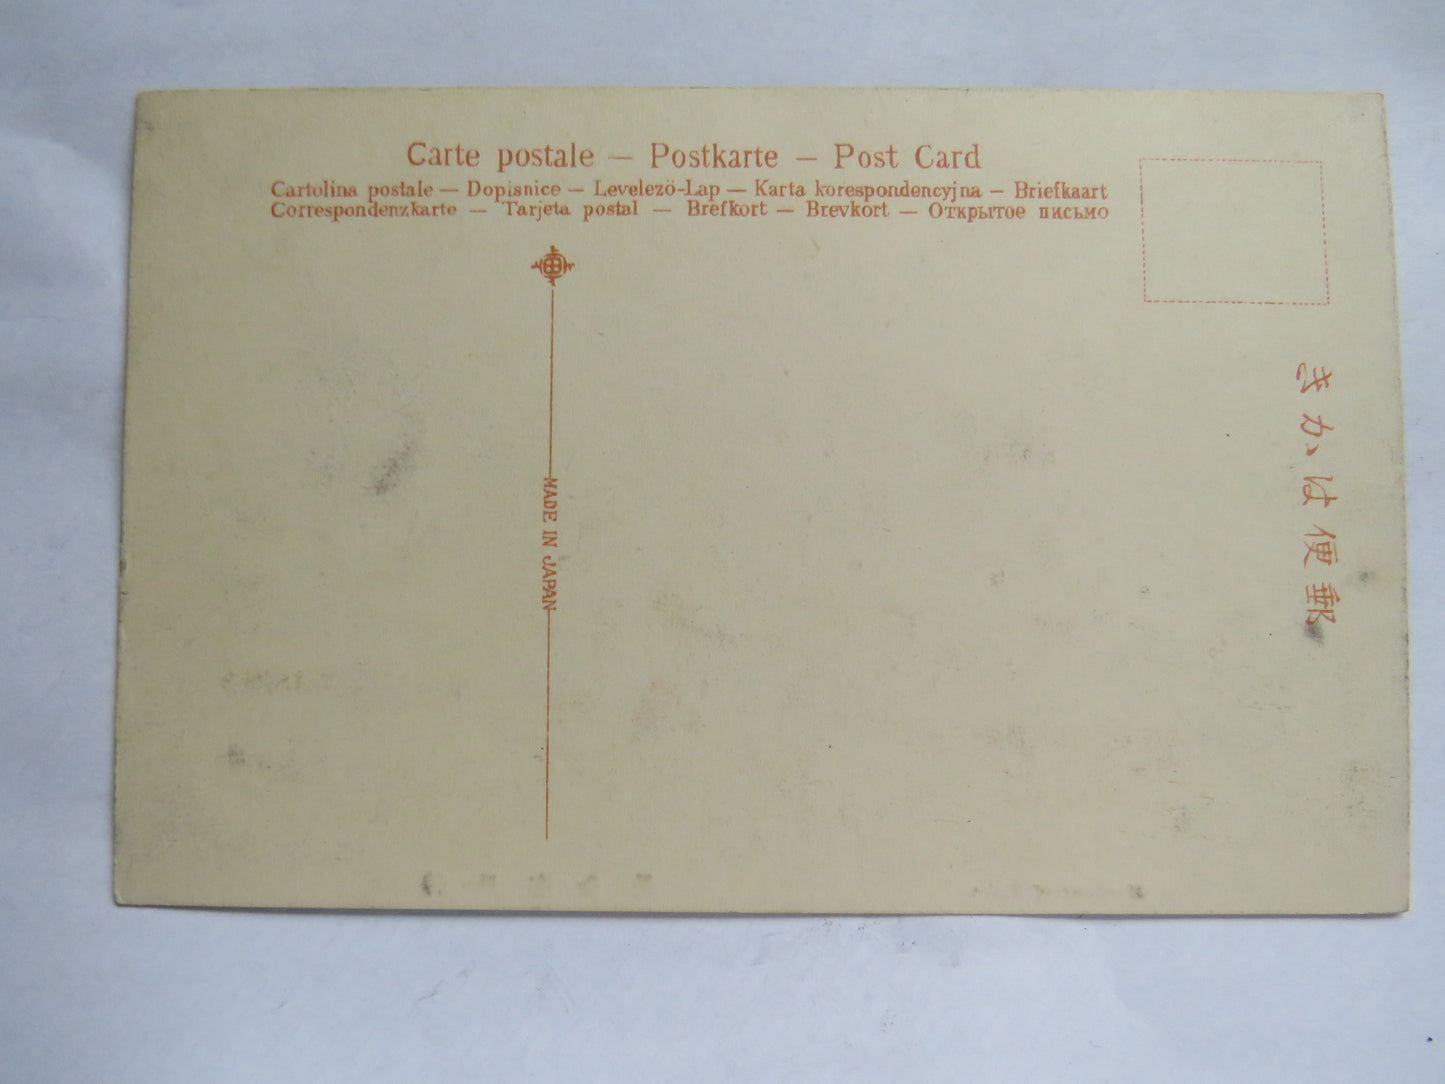 Carte postale — Postkarte — Post Card
Cartolina postale — Dopisnice — Levelezö-Lap — Karta korespondencyjna — Briefkaart
Correspondenzkarte — Tarjeta postal — Brefkort — Brevkort — Открытое письмо
MADE IN JAPAN
きかは便郵